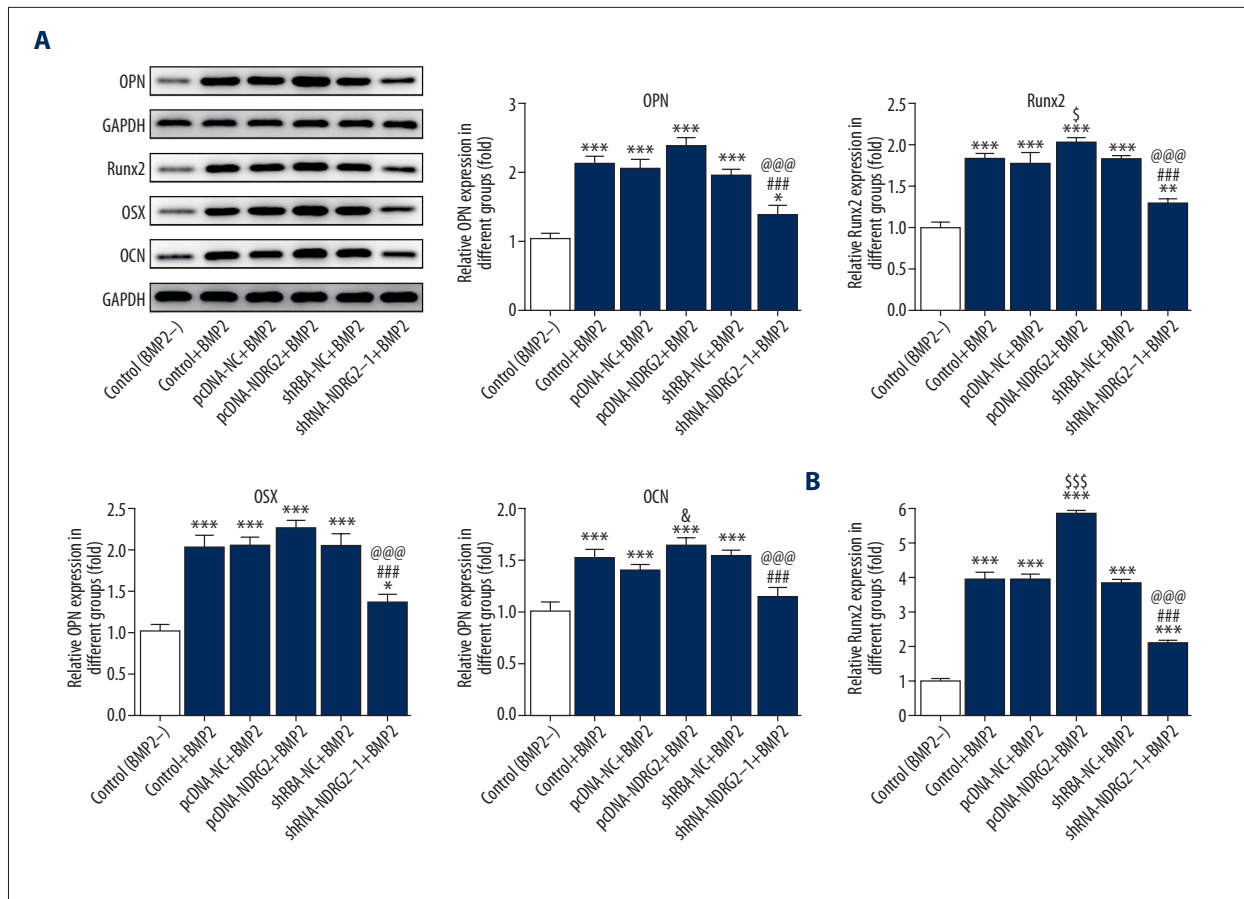 A
OPN
GAPDH
Runx2
OSX
OCN
GAPDH
Control (BMP2–)
Control+BMP2
pcDNA-NC+BMP2
pcDNA-NDRG2+BMP2
shRBA-NC+BMP2
shRNA-NDRG2–1+BMP2
OPN
Relative OPN expression in
different groups (fold)
3
2
1
0
***
***
***
***
@@@
###
*
Control (BMP2–)
Control+BMP2
pcDNA-NC+BMP2
pcDNA-NDRG2+BMP2
shRBA-NC+BMP2
shRNA-NDRG2–1+BMP2
Runx2
Relative Runx2 expression in
different groups (fold)
2.5
2.0
1.5
1.0
0.5
0.0
***
***
$
***
***
@@@
###
**
Control (BMP2–)
Control+BMP2
pcDNA-NC+BMP2
pcDNA-NDRG2+BMP2
shRBA-NC+BMP2
shRNA-NDRG2–1+BMP2
OSX
Relative OPN expression in
different groups (fold)
2.5
2.0
1.5
1.0
0.5
0.0
***
***
***
***
@@@
###
*
Control (BMP2–)
Control+BMP2
pcDNA-NC+BMP2
pcDNA-NDRG2+BMP2
shRBA-NC+BMP2
shRNA-NDRG2–1+BMP2
OCN
Relative OPN expression in
different groups (fold)
2.0
1.5
1.0
0.5
0.0
***
***
&
***
***
@@@
###
Control (BMP2–)
Control+BMP2
pcDNA-NC+BMP2
pcDNA-NDRG2+BMP2
shRBA-NC+BMP2
shRNA-NDRG2–1+BMP2
B
Relative Runx2 expression in
different groups (fold)
6
5
4
3
2
1
0
***
***
$$$
***
***
@@@
###
***
Control (BMP2–)
Control+BMP2
pcDNA-NC+BMP2
pcDNA-NDRG2+BMP2
shRBA-NC+BMP2
shRNA-NDRG2–1+BMP2